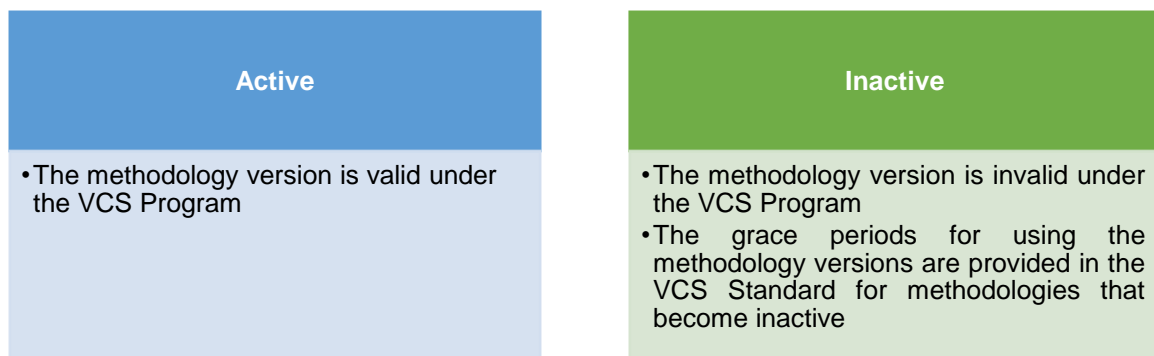 Active
•The methodology version is valid under
the VCS Program
Inactive
•The methodology version is invalid under
the VCS Program
•The grace periods for using the
methodology versions are provided in the
VCS Standard for methodologies that
become inactive